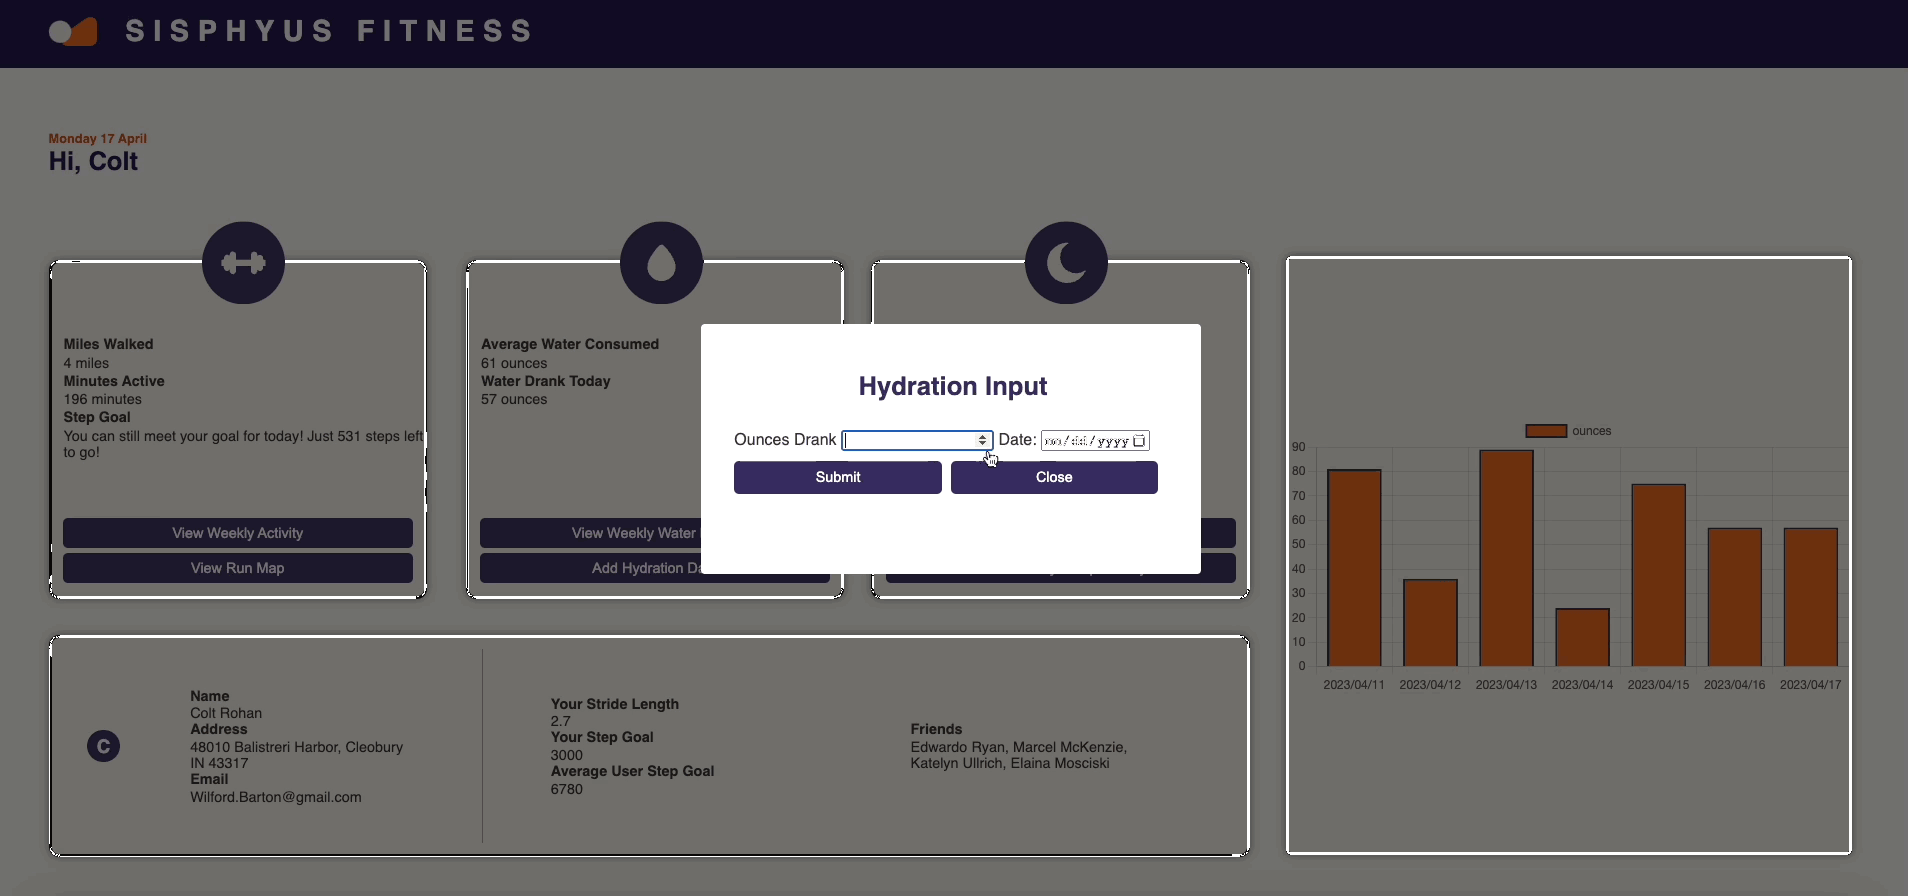 SISPHYUS FITNESS
Monday 17 April
Hi, Colt
Miles Walked
4 miles
Minutes Active
196 minutes
Step Goal
You can still meet your goal for today! Just 531 steps left
to go!
View Weekly Activity
View Run Map
Average Water Consumed
61 ounces
Water Drank Today
57 ounces
View Weekly Water
Add Hydration
Hydration Input
Ounces Drank
Date: mm/dd/yyyy
Submit
Close
ounces
90
80
70
60
50
40
30
20
10
0
2023/04/11 2023/04/12 2023/04/13 2023/04/14 2023/04/15 2023/04/16 2023/04/17
C
Name
Colt Rohan
Address
48010 Balistreri Harbor, Cleobury
IN 43317
Email
Wilford.Barton@gmail.com
Your Stride Length
2.7
Your Step Goal
3000
Average User Step Goal
6780
Friends
Edwardo Ryan, Marcel McKenzie,
Katelyn Ullrich, Elaina Mosciski